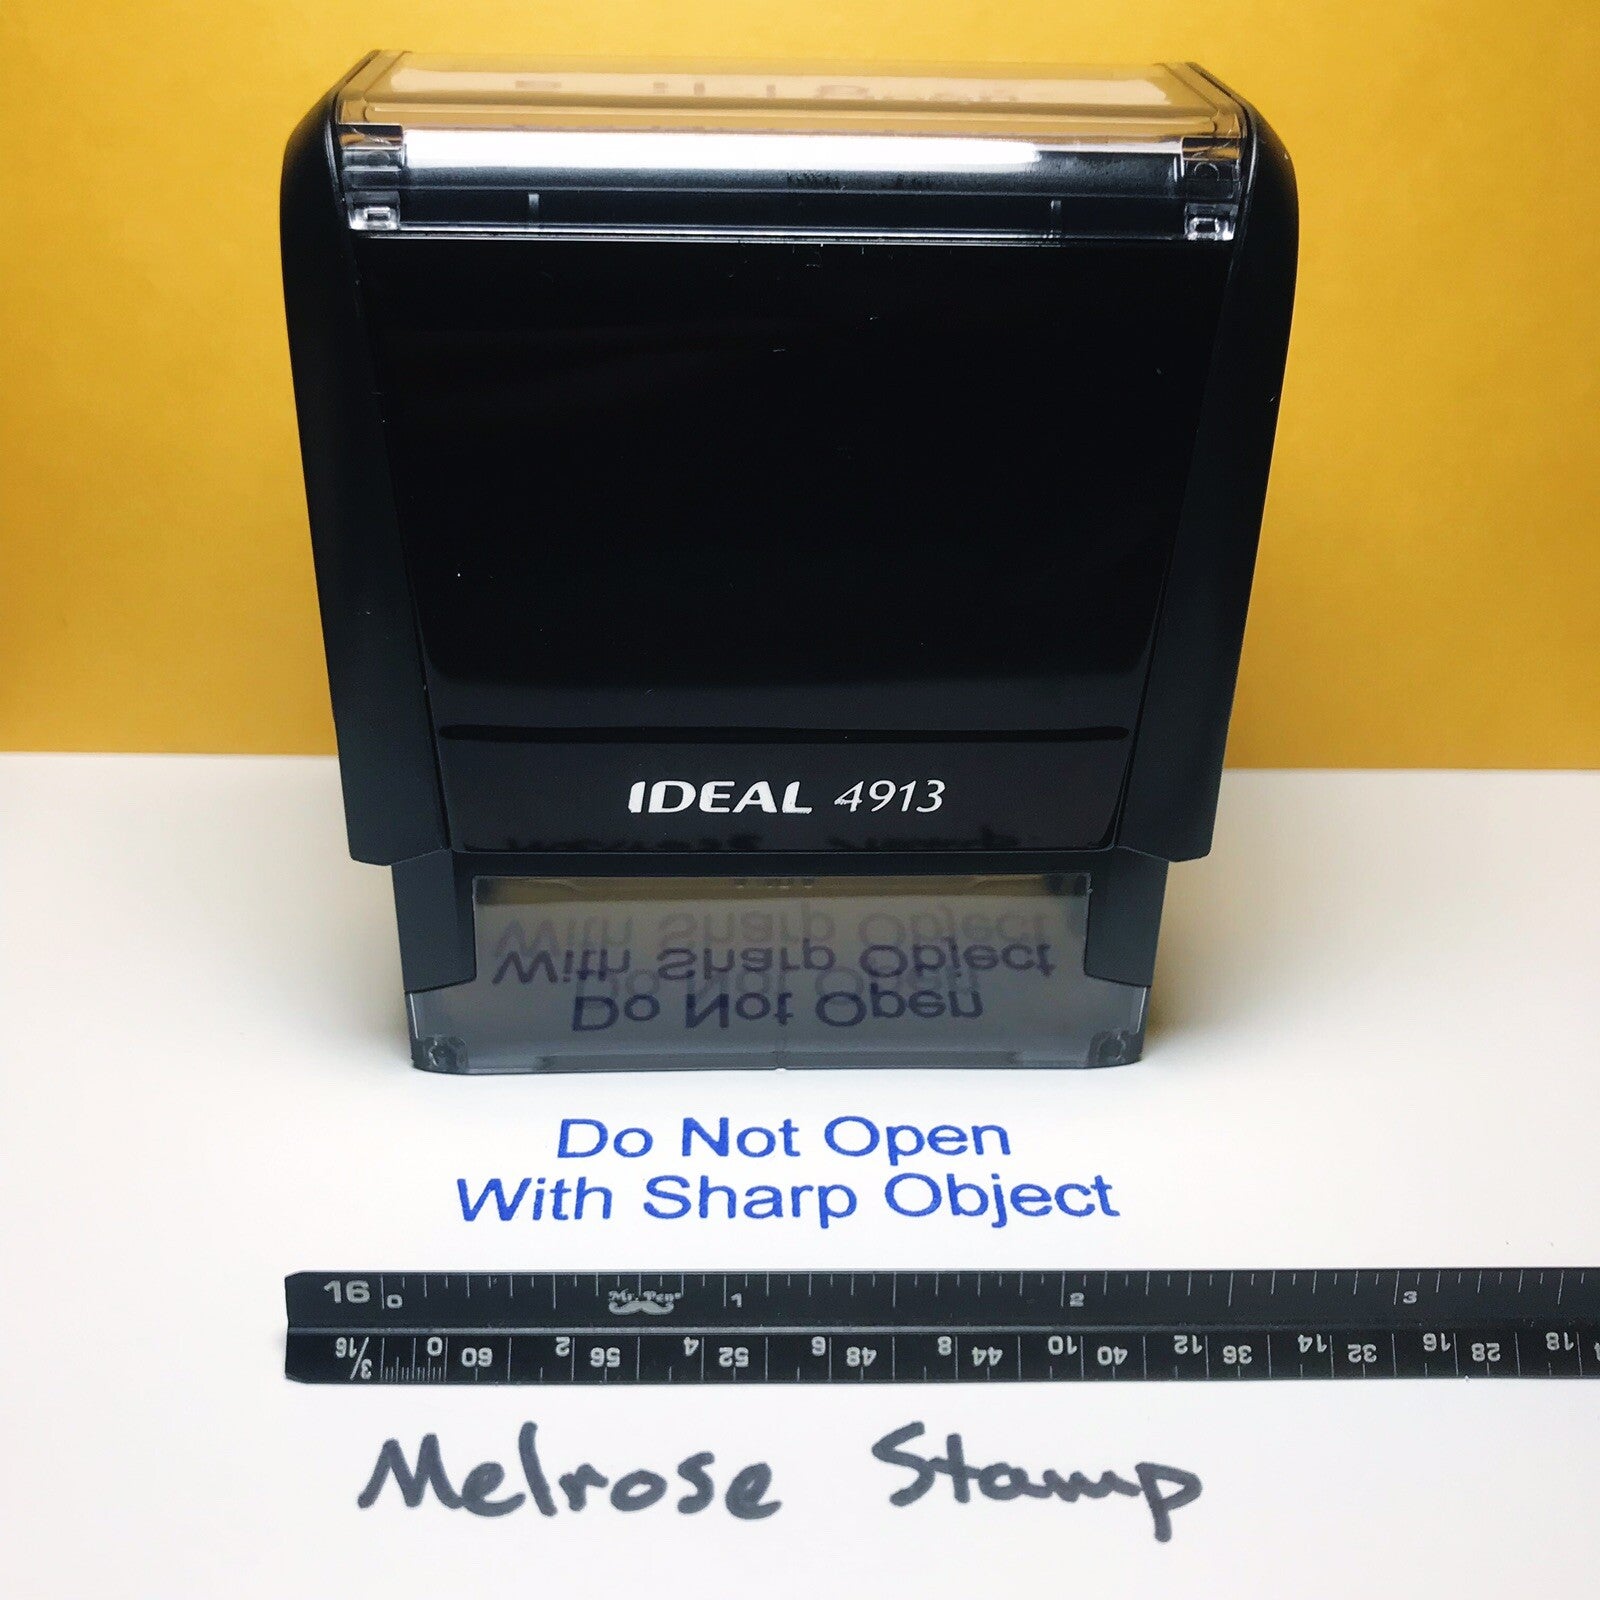 IDEAL 4913
With Sharp Object
Do Not Open
Do Not Open
With Sharp Object
16 0 Mr. Pen 1 2 3
3/16 0 60 2 56 4 52 6 48 8 44 10 40 12 36 14 32 16 28 18
Melrose Stamp